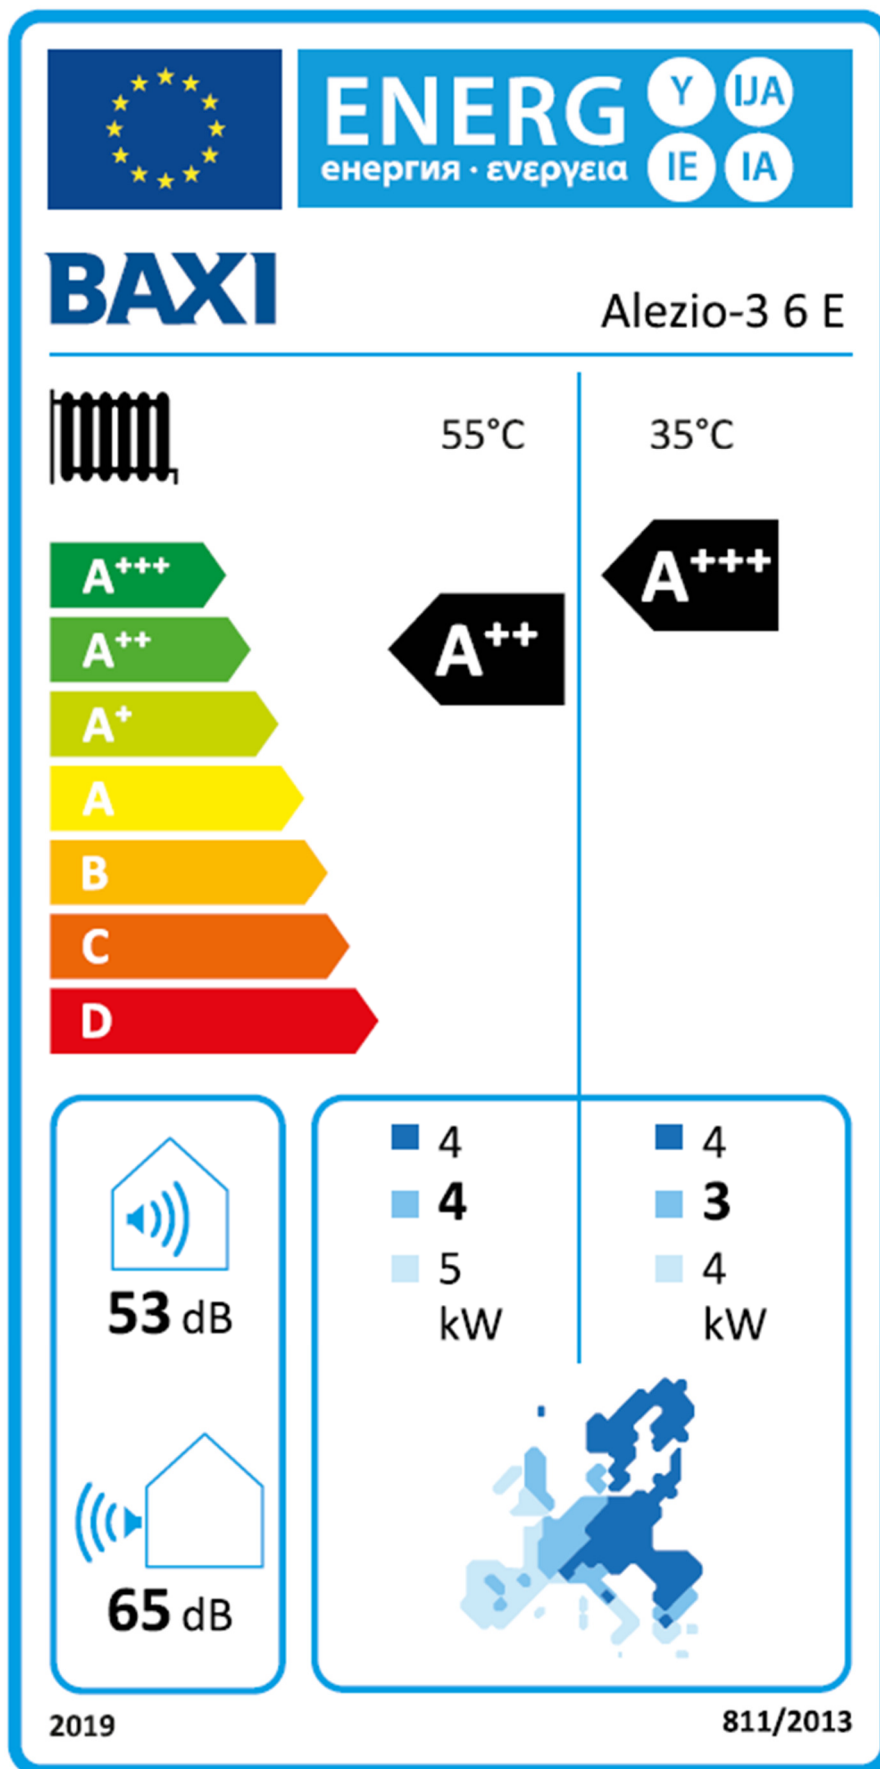 ENERG Y IJA
енергия · ενεργεια IE IA
BAXI
Alezio-3 6 E
55°C 35°C
A+++ A+++
A++ A++
A+
A
B
C
D
4 4
4 3
5 4
kW kW
53 dB
65 dB
2019 811/2013